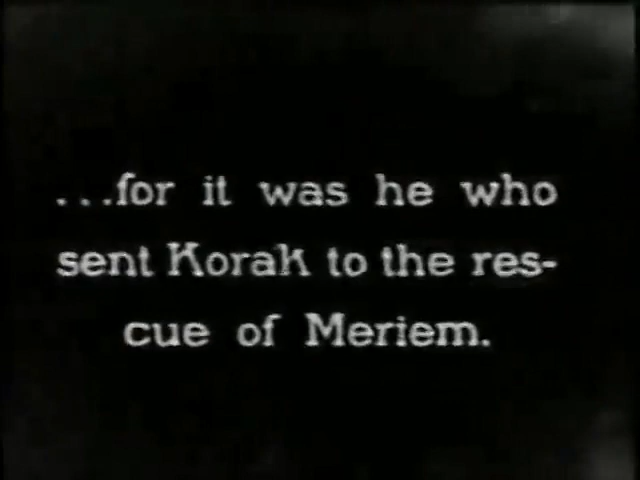 ...for it was he who
sent Korak to the res-
cue of Meriem.